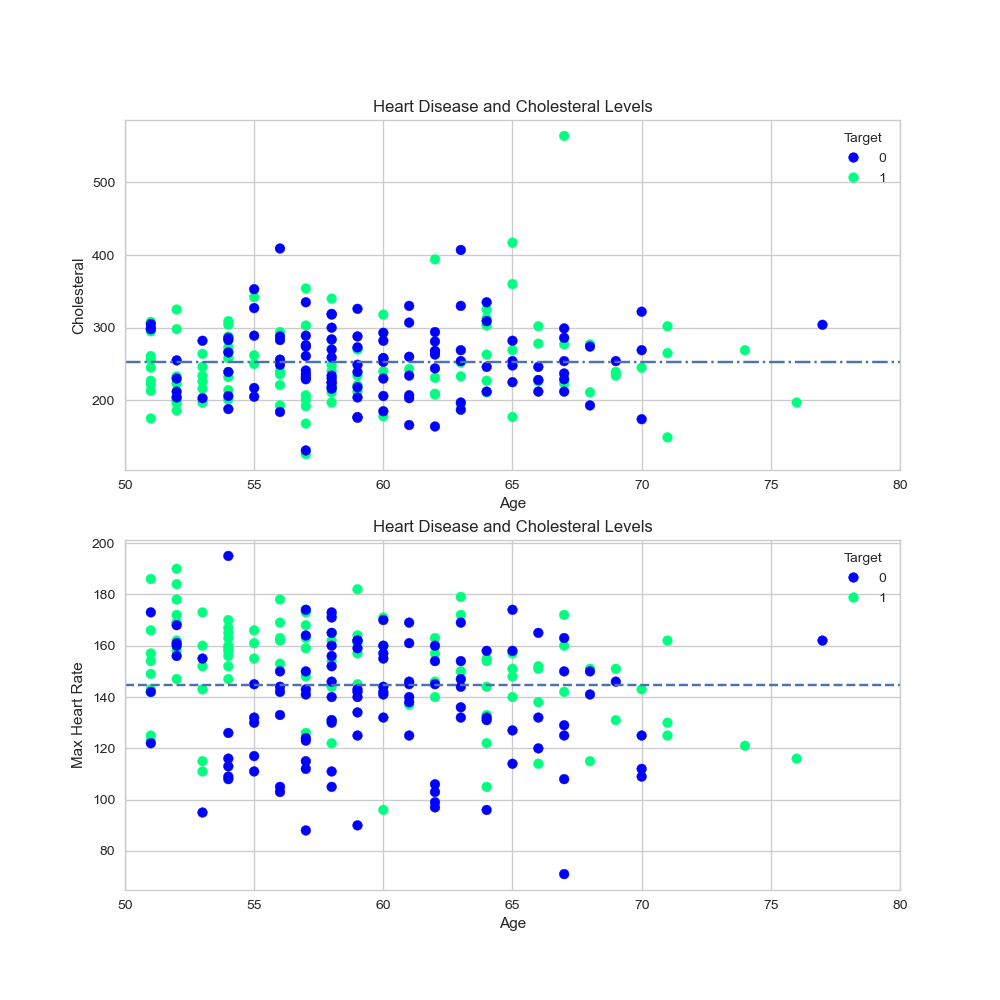 Heart Disease and Cholesteral Levels
Target
0
1
500
400
300
200
Cholesteral
50 55 60 65 70 75 80
Age
Heart Disease and Cholesteral Levels
Target
0
1
200
180
160
140
120
100
80
Max Heart Rate
50 55 60 65 70 75 80
Age